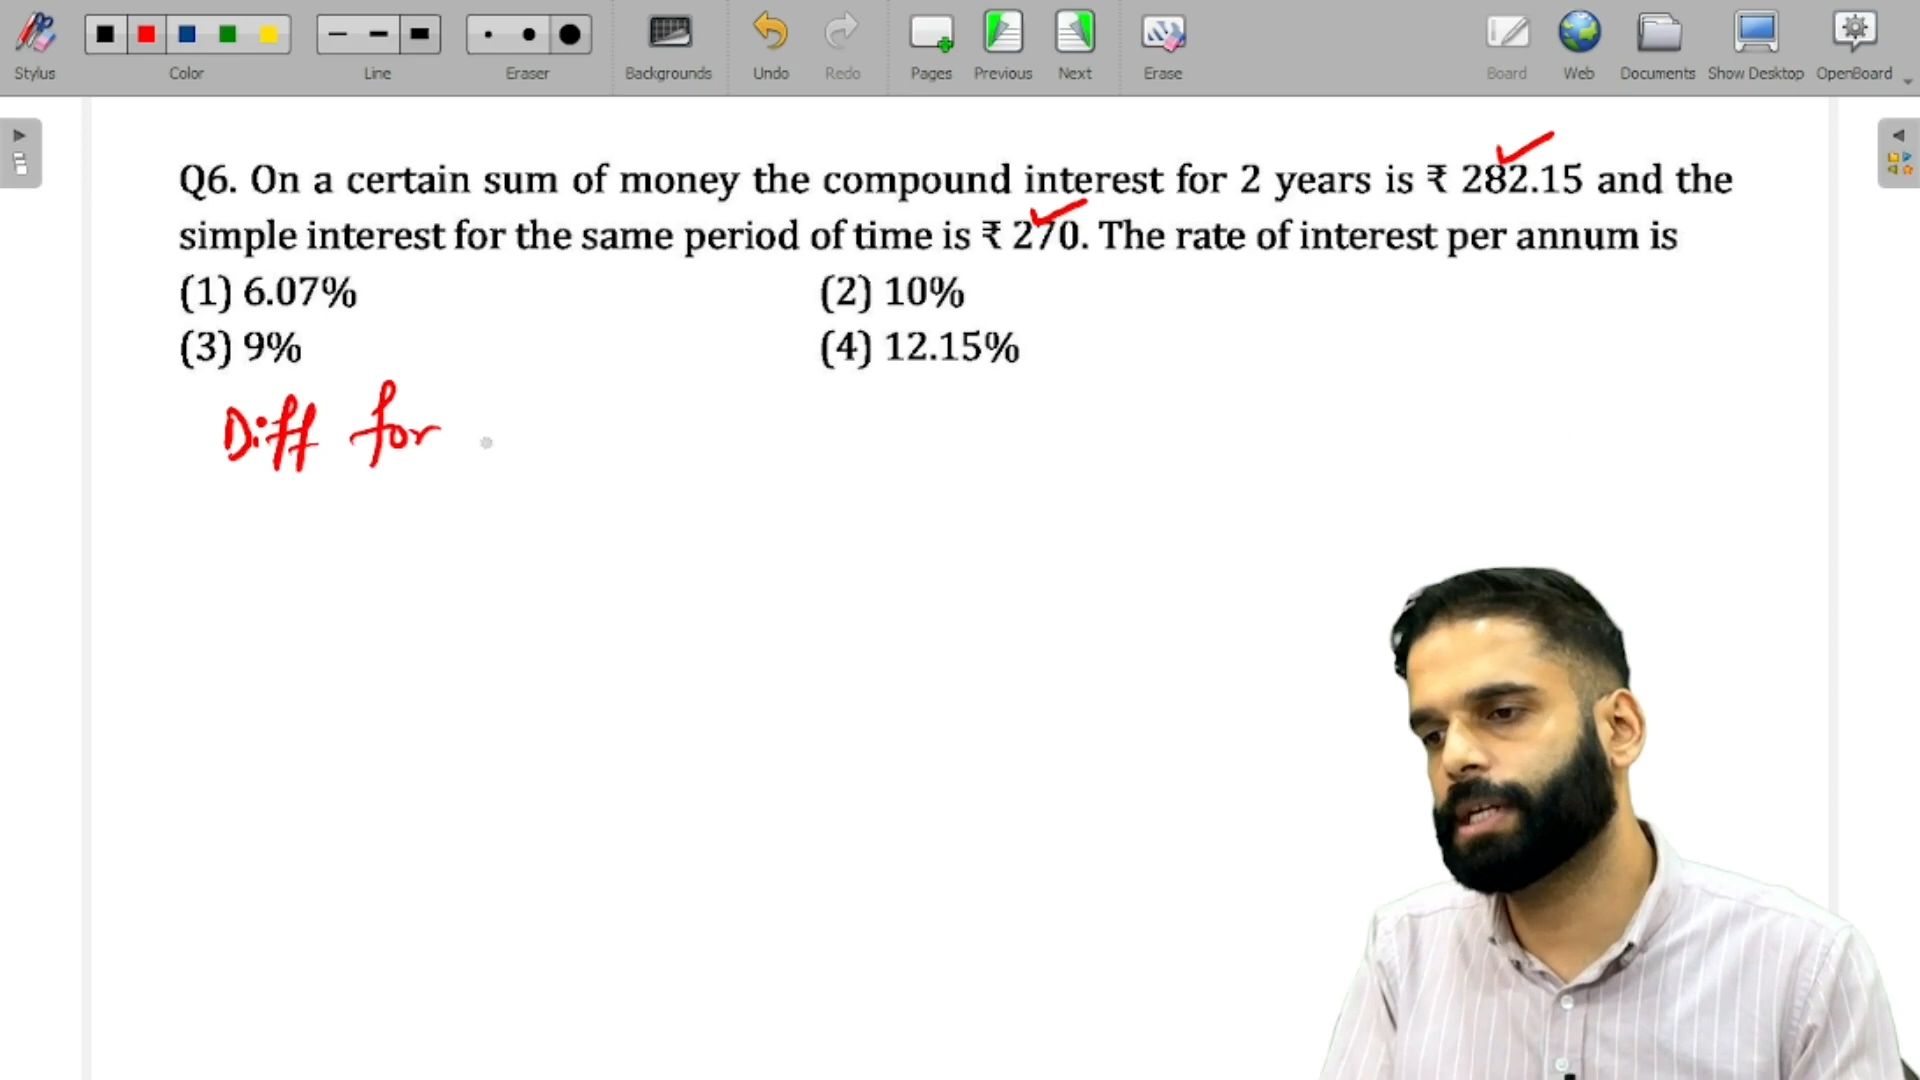 Stylus
Color
Line
Eraser
Backgrounds
Undo
Redo
Pages
Previous
Next
Erase
Board
Web
Documents
Show Desktop
OpenBoard
Q6. On a certain sum of money the compound interest for 2 years is ₹ 282.15 and the
simple interest for the same period of time is ₹ 270. The rate of interest per annum is
(1) 6.07% (2) 10%
(3) 9% (4) 12.15%
Diff for